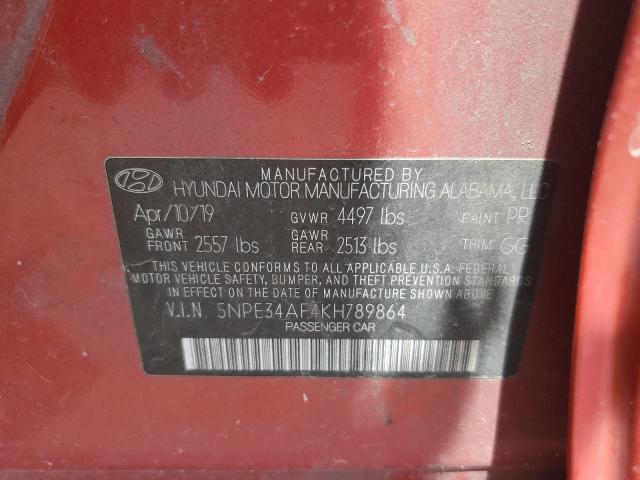 MANUFACTURED BY
HYUNDAI MOTOR MANUFACTURING ALABAMA, LLC
Apr/10/19 GVWR 4497 lbs PAINT PR
GAWR FRONT 2557 lbs GAWR REAR 2513 lbs TRIM GG
THIS VEHICLE CONFORMS TO ALL APPLICABLE U.S.A. FEDERAL
MOTOR VEHICLE SAFETY, BUMPER, AND THEFT PREVENTION STANDARDS
IN EFFECT ON THE DATE OF MANUFACTURE SHOWN ABOVE.
V.I.N 5NPE34AF4KH789864
PASSENGER CAR